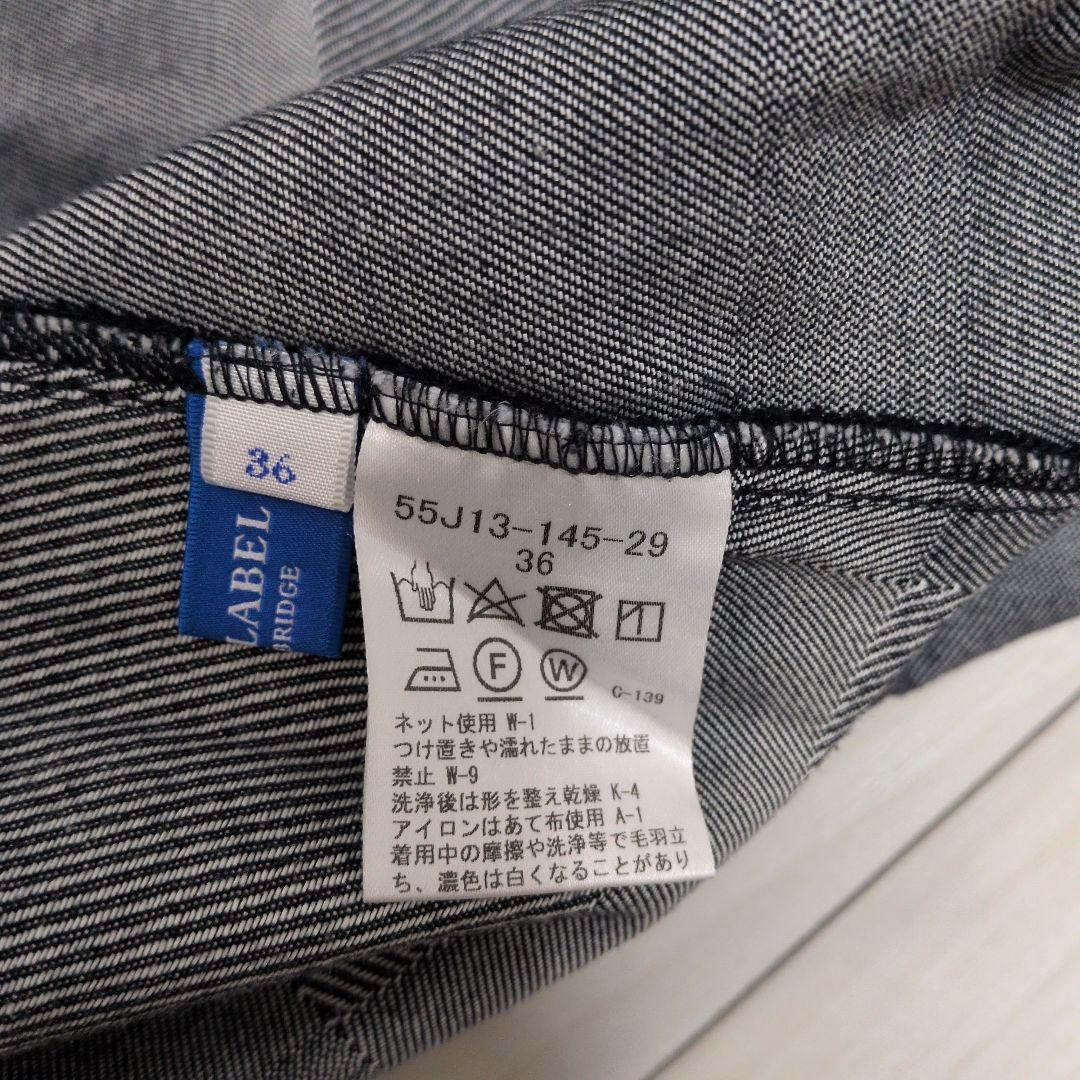 36
LABEL
BRIDGE
55J13-145-29
36
F
W
C-139
ネット使用 W-1
つけ置きや濡れたままの放置
禁止 W-9
洗浄後は形を整え乾燥 K-4
アイロンはあて布使用 A-1
着用中の摩擦や洗浄等で毛羽立
ち、濃色は白くなることがあり